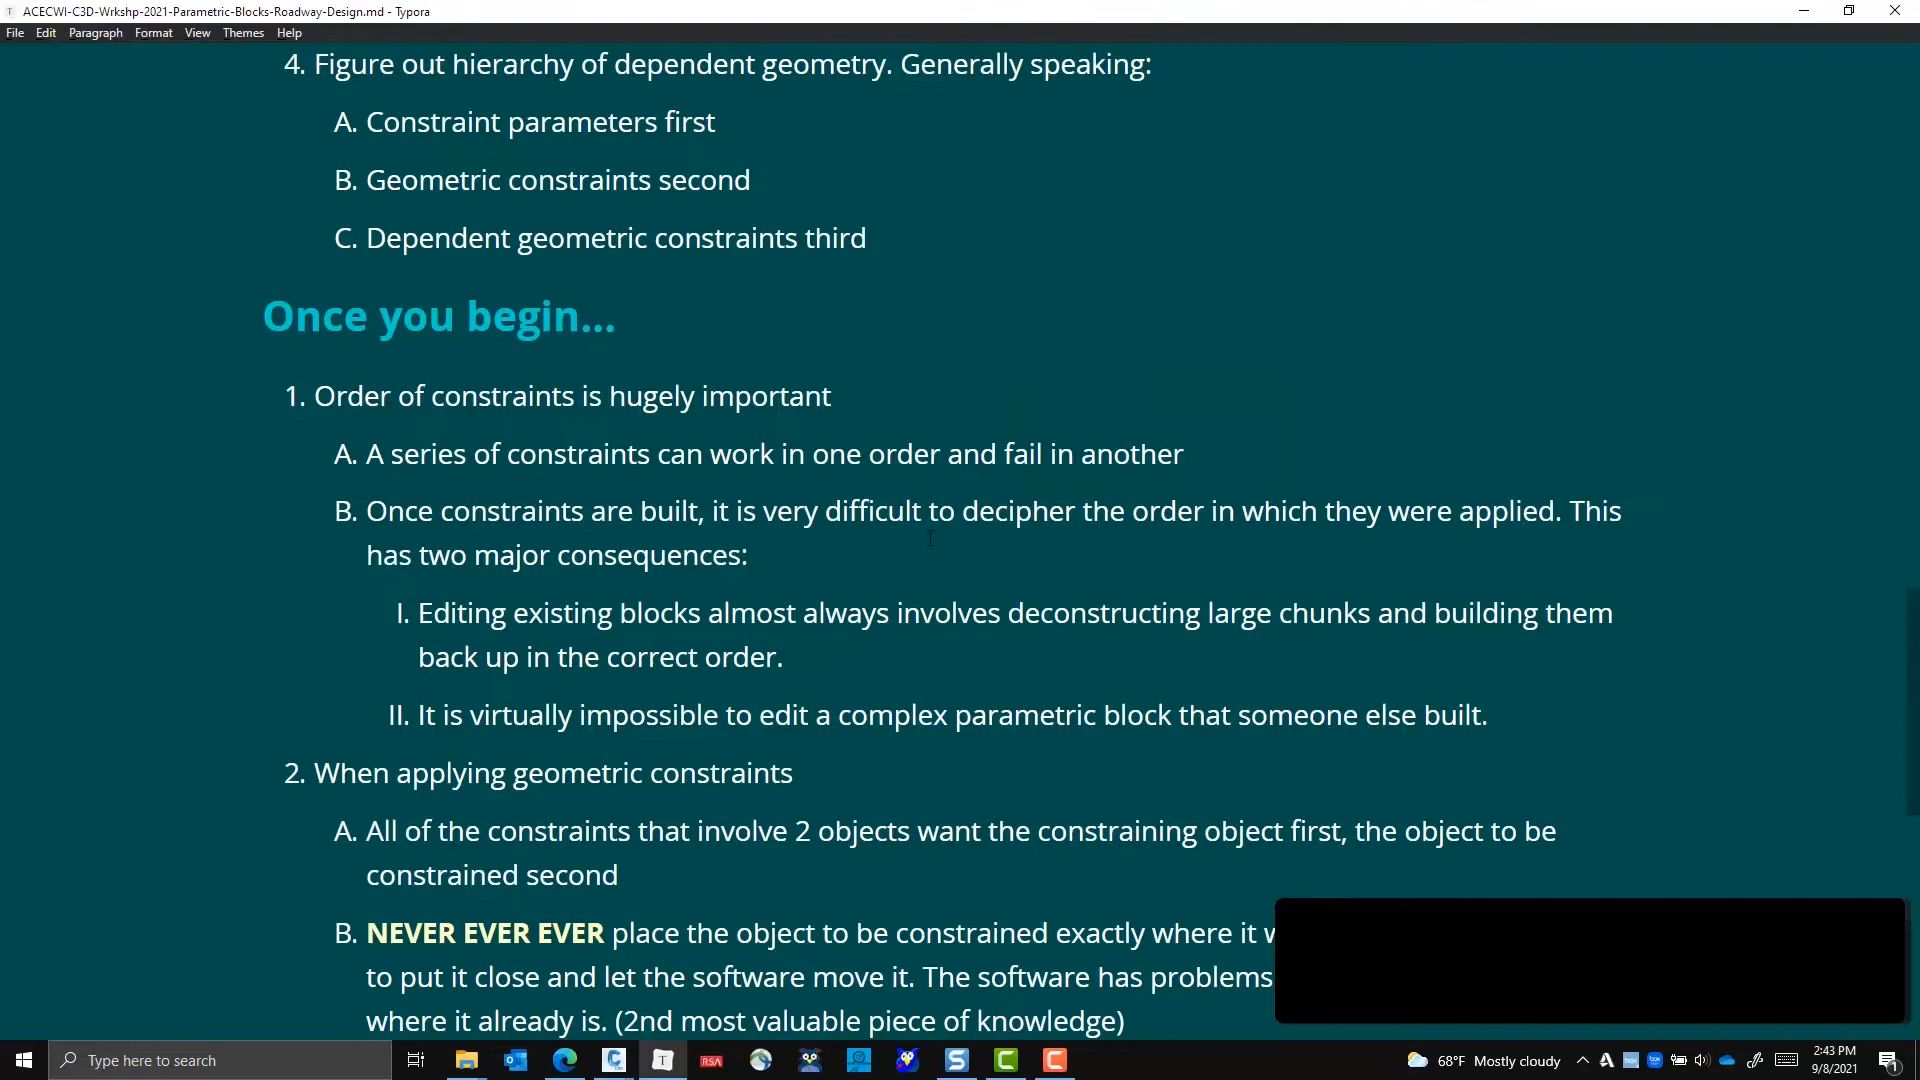 ACECWI-C3D-Wrkshp-2021-Parametric-Blocks-Roadway-Design.md - Typora
File Edit Paragraph Format View Themes Help
4. Figure out hierarchy of dependent geometry. Generally speaking:
A. Constraint parameters first
B. Geometric constraints second
C. Dependent geometric constraints third
Once you begin...
1. Order of constraints is hugely important
A. A series of constraints can work in one order and fail in another
B. Once constraints are built, it is very difficult to decipher the order in which they were applied. This
has two major consequences:
I. Editing existing blocks almost always involves deconstructing large chunks and building them
back up in the correct order.
II. It is virtually impossible to edit a complex parametric block that someone else built.
2. When applying geometric constraints
A. All of the constraints that involve 2 objects want the constraining object first, the object to be
constrained second
B. NEVER EVER EVER place the object to be constrained exactly where it
to put it close and let the software move it. The software has problems
where it already is. (2nd most valuable piece of knowledge)
Type here to search
RSA
68°F Mostly cloudy
2:43 PM
9/8/2021